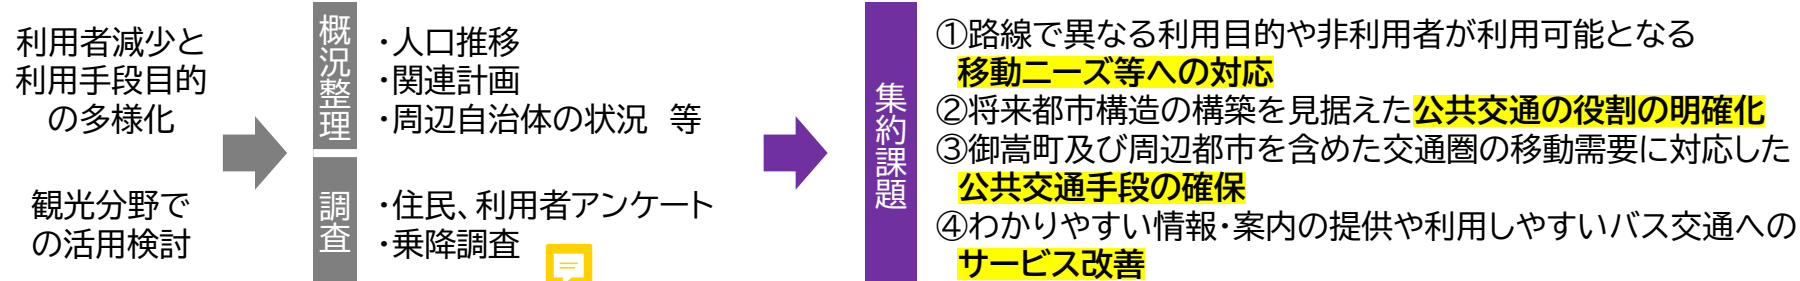 利用者減少と
利用手段目的
の多様化
観光分野で
の活用検討
概況整理
・人口推移
・関連計画
・周辺自治体の状況　等
調査
・住民、利用者アンケート
・乗降調査
集約課題
①路線で異なる利用目的や非利用者が利用可能となる
移動ニーズ等への対応
②将来都市構造の構築を見据えた公共交通の役割の明確化
③御嵩町及び周辺都市を含めた交通圏の移動需要に対応した
公共交通手段の確保
④わかりやすい情報・案内の提供や利用しやすいバス交通への
サービス改善